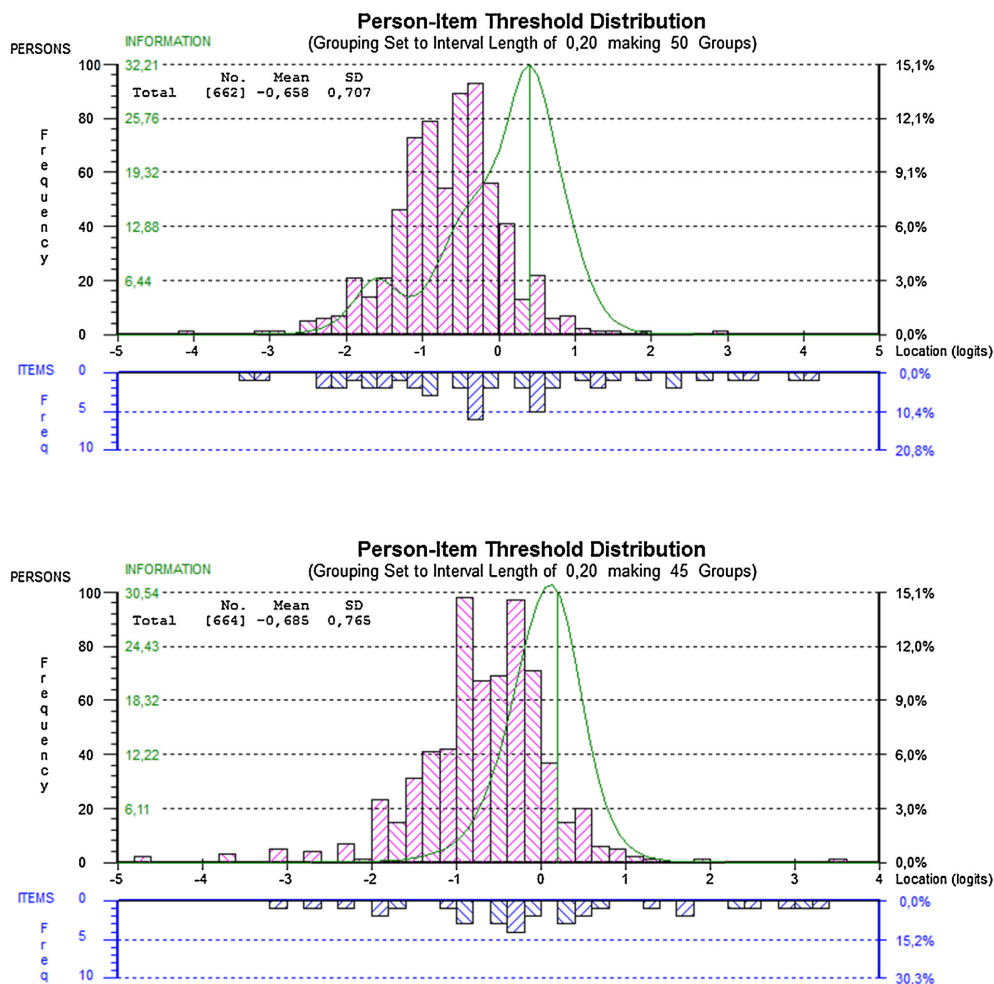 Person-Item Threshold Distribution
PERSONS INFORMATION (Grouping Set to Interval Length of 0,20 making 50 Groups)
100 32,21 15,1%
No. Mean SD
Total [662] -0,658 0,707
80 25,76 12,1%
60 19,32 9,1%
40 12,88 6,0%
20 6,44 3,0%
0 0,0%
Frequency
-5 -4 -3 -2 -1 0 1 2 3 4 5 Location (logits)
ITEMS 0 0,0%
Freq
5 10,4%
10 20,8%
Person-Item Threshold Distribution
PERSONS INFORMATION (Grouping Set to Interval Length of 0,20 making 45 Groups)
100 30,54 15,1%
No. Mean SD
Total [664] -0,685 0,765
80 24,43 12,0%
60 18,32 9,0%
40 12,22 6,0%
20 6,11 3,0%
0 0,0%
Frequency
-5 -4 -3 -2 -1 0 1 2 3 4 Location (logits)
ITEMS 0 0,0%
Freq
5 15,2%
10 30.3%